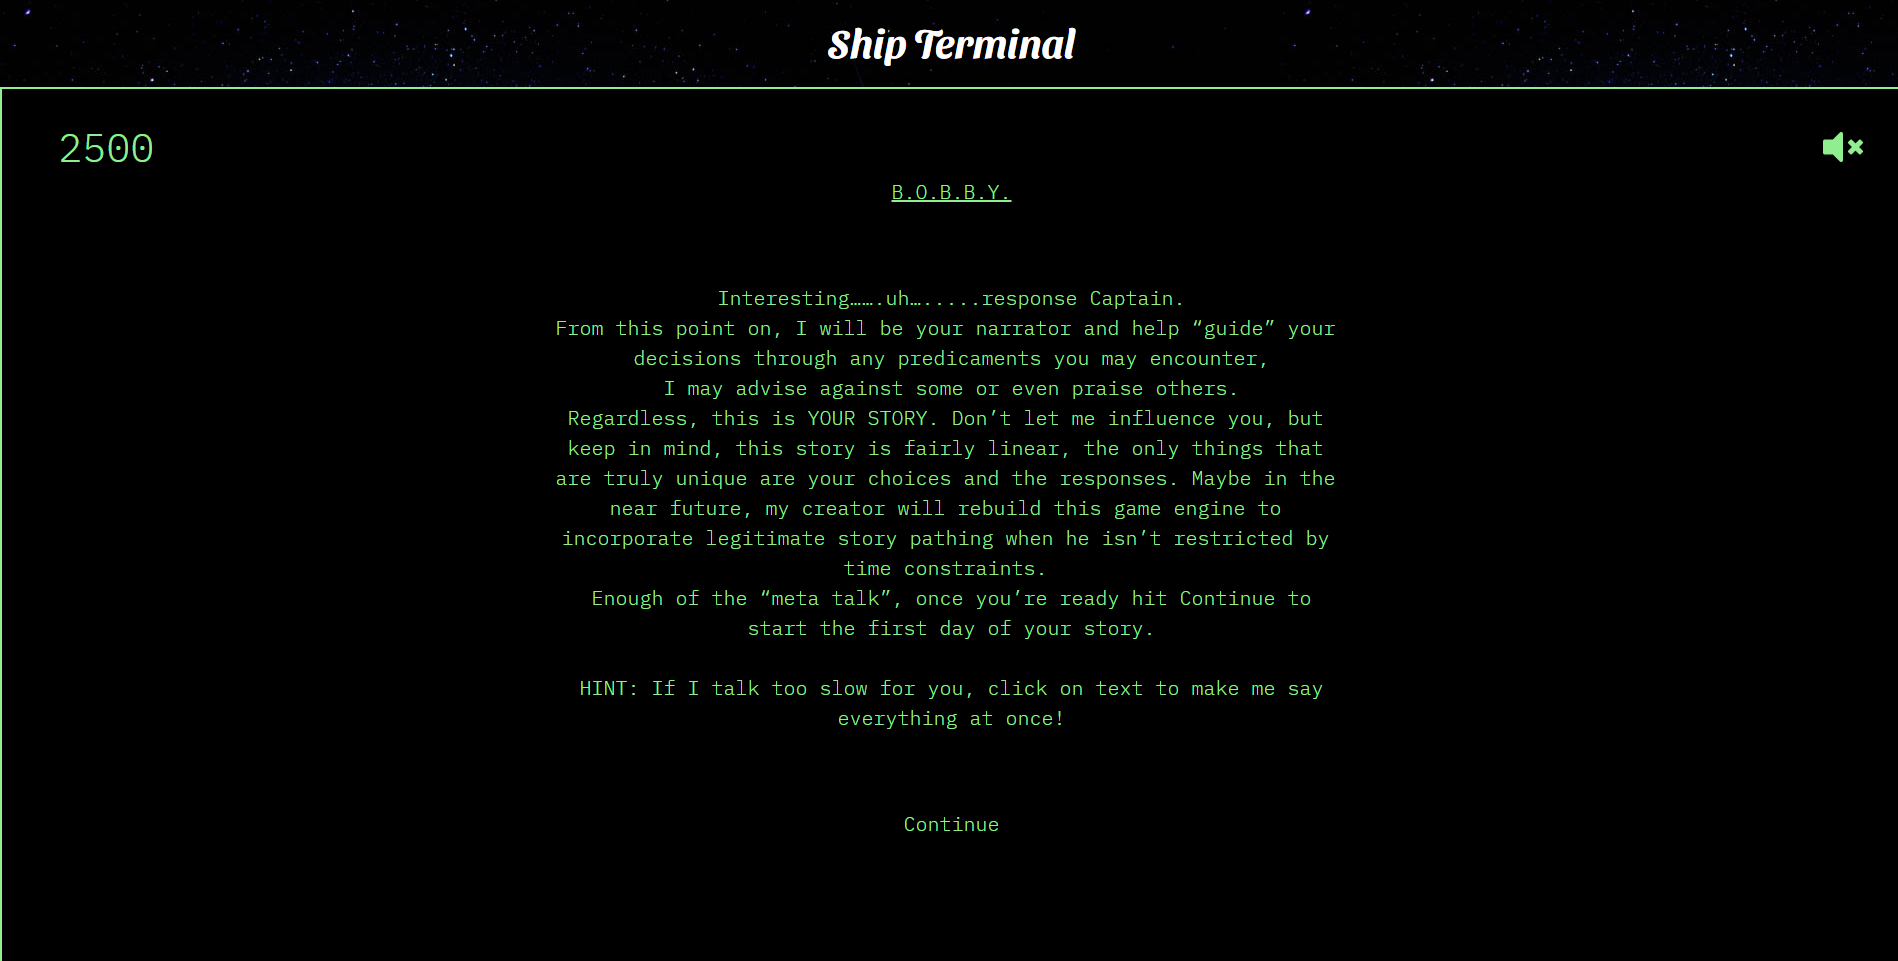 Ship Terminal
2500
B.O.B.B.Y.
Interesting…….uh…......response Captain.
From this point on, I will be your narrator and help “guide” your
decisions through any predicaments you may encounter,
I may advise against some or even praise others.
Regardless, this is YOUR STORY. Don’t let me influence you, but
keep in mind, this story is fairly linear, the only things that
are truly unique are your choices and the responses. Maybe in the
near future, my creator will rebuild this game engine to
incorporate legitimate story pathing when he isn’t restricted by
time constraints.
Enough of the “meta talk”, once you’re ready hit Continue to
start the first day of your story.
HINT: If I talk too slow for you, click on text to make me say
everything at once!
Continue